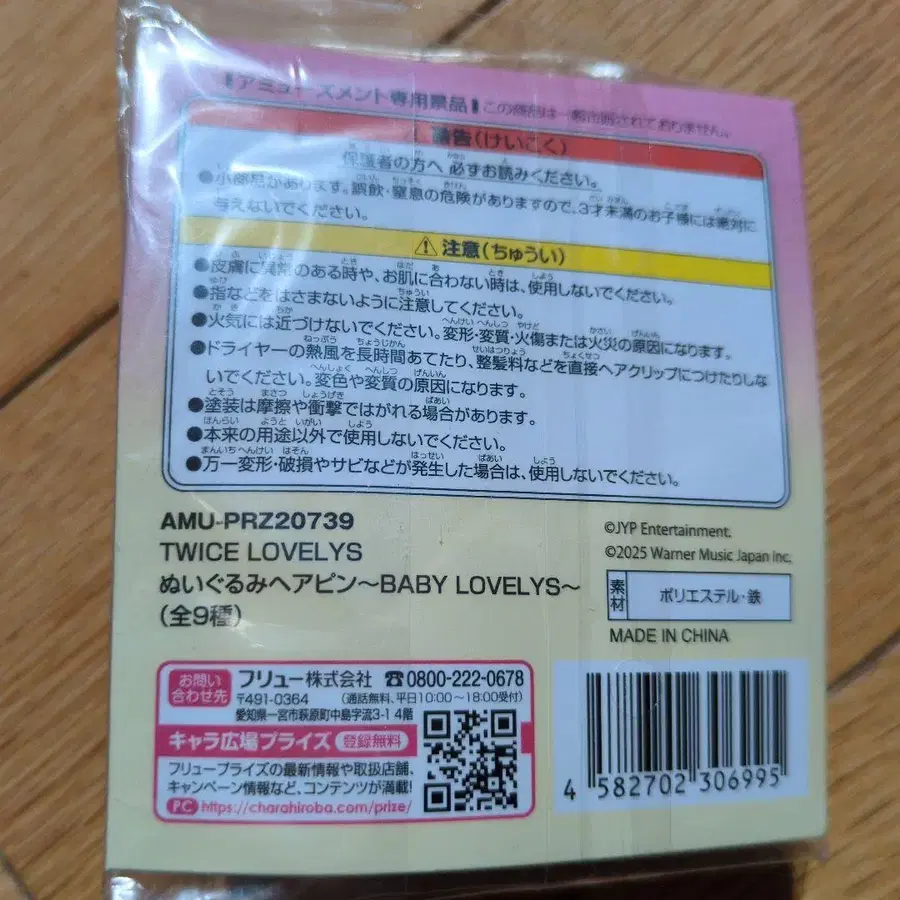 アミューズメント専用景品 この商品は一般市販されておりません。
警告(けいこく)
保護者の方へ 必ずお読みください。
●小部品があります。誤飲・窒息の危険がありますので、3才未満のお子様には絶対に
与えないでください。
⚠ 注意(ちゅうい)
●皮膚に異常のある時や、お肌に合わない時は、使用しないでください。
●指などをはさまないように注意してください。
●火気には近づけないでください。変形・変質・火傷または火災の原因になります。
●ドライヤーの熱風を長時間あてたり、整髪料などを直接ヘアクリップにつけたりしな
いでください。変色や変質の原因になります。
●塗装は摩擦や衝撃ではがれる場合があります。
●本来の用途以外で使用しないでください。
●万一変形・破損やサビなどが発生した場合は、使用しないでください。
AMU-PRZ20739
TWICE LOVELYS
ぬいぐるみヘアピン～BABY LOVELYS～
(全9種)
©JYP Entertainment.
©2025 Warner Music Japan Inc.
素材 ポリエステル・鉄
MADE IN CHINA
お問い合わせ先 フリュー株式会社 ☎0800-222-0678
〒491-0364 (通話無料、平日10:00～18:00受付)
愛知県一宮市萩原町中島字流3-1 4階
キャラ広場プライズ 登録無料
フリュープライズの最新情報や取扱店舗、
キャンペーン情報など、コンテンツが満載!
PC https://charahiroba.com/prize/
4 582702 306995